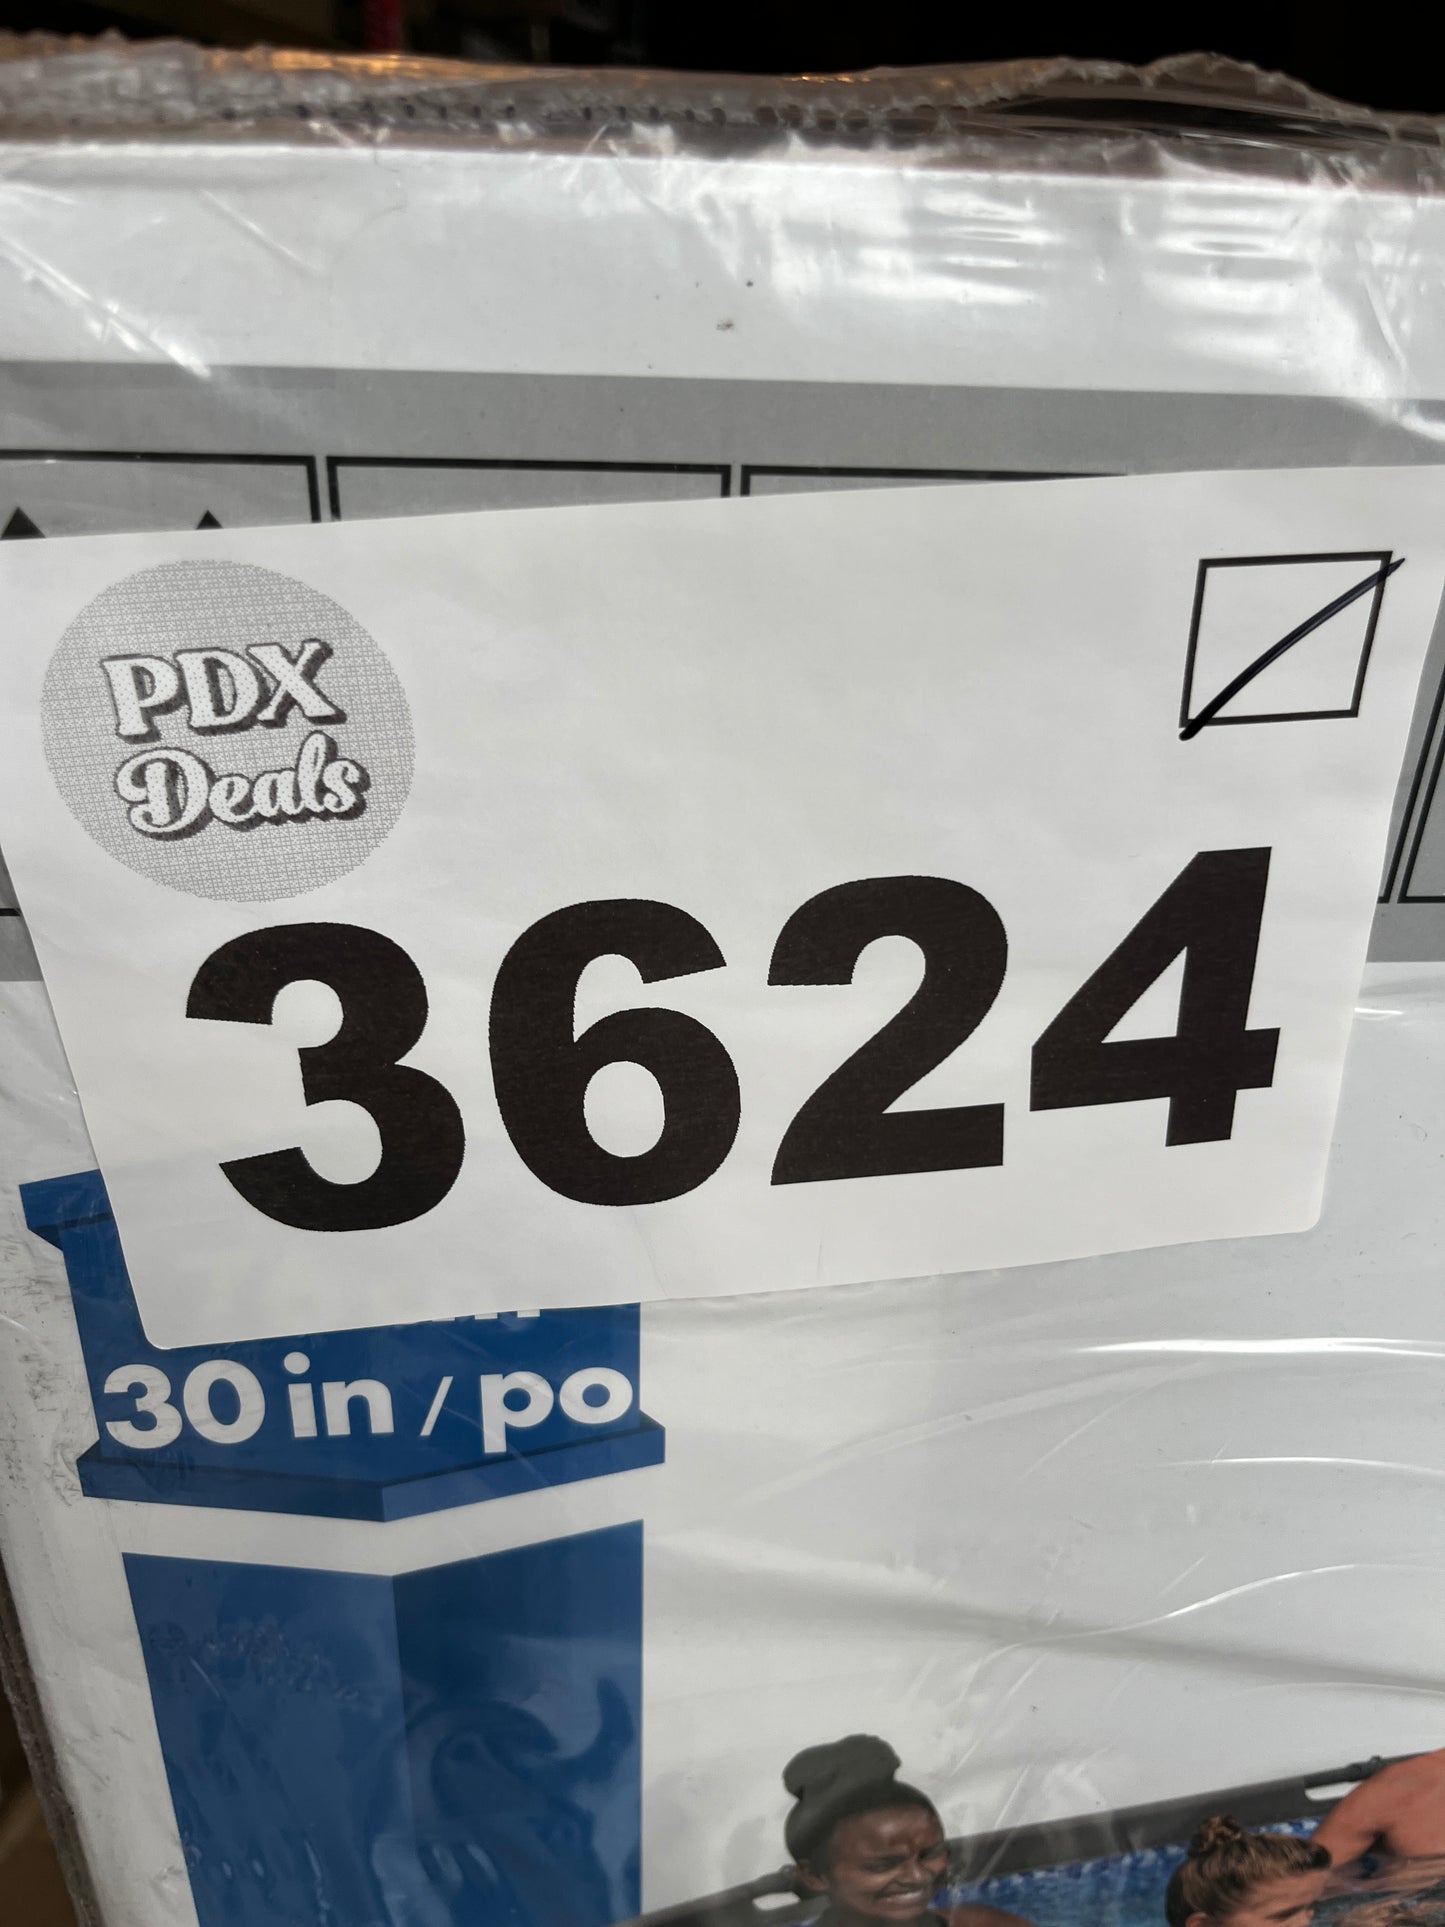 PDX
Deals
3624
30 in / po